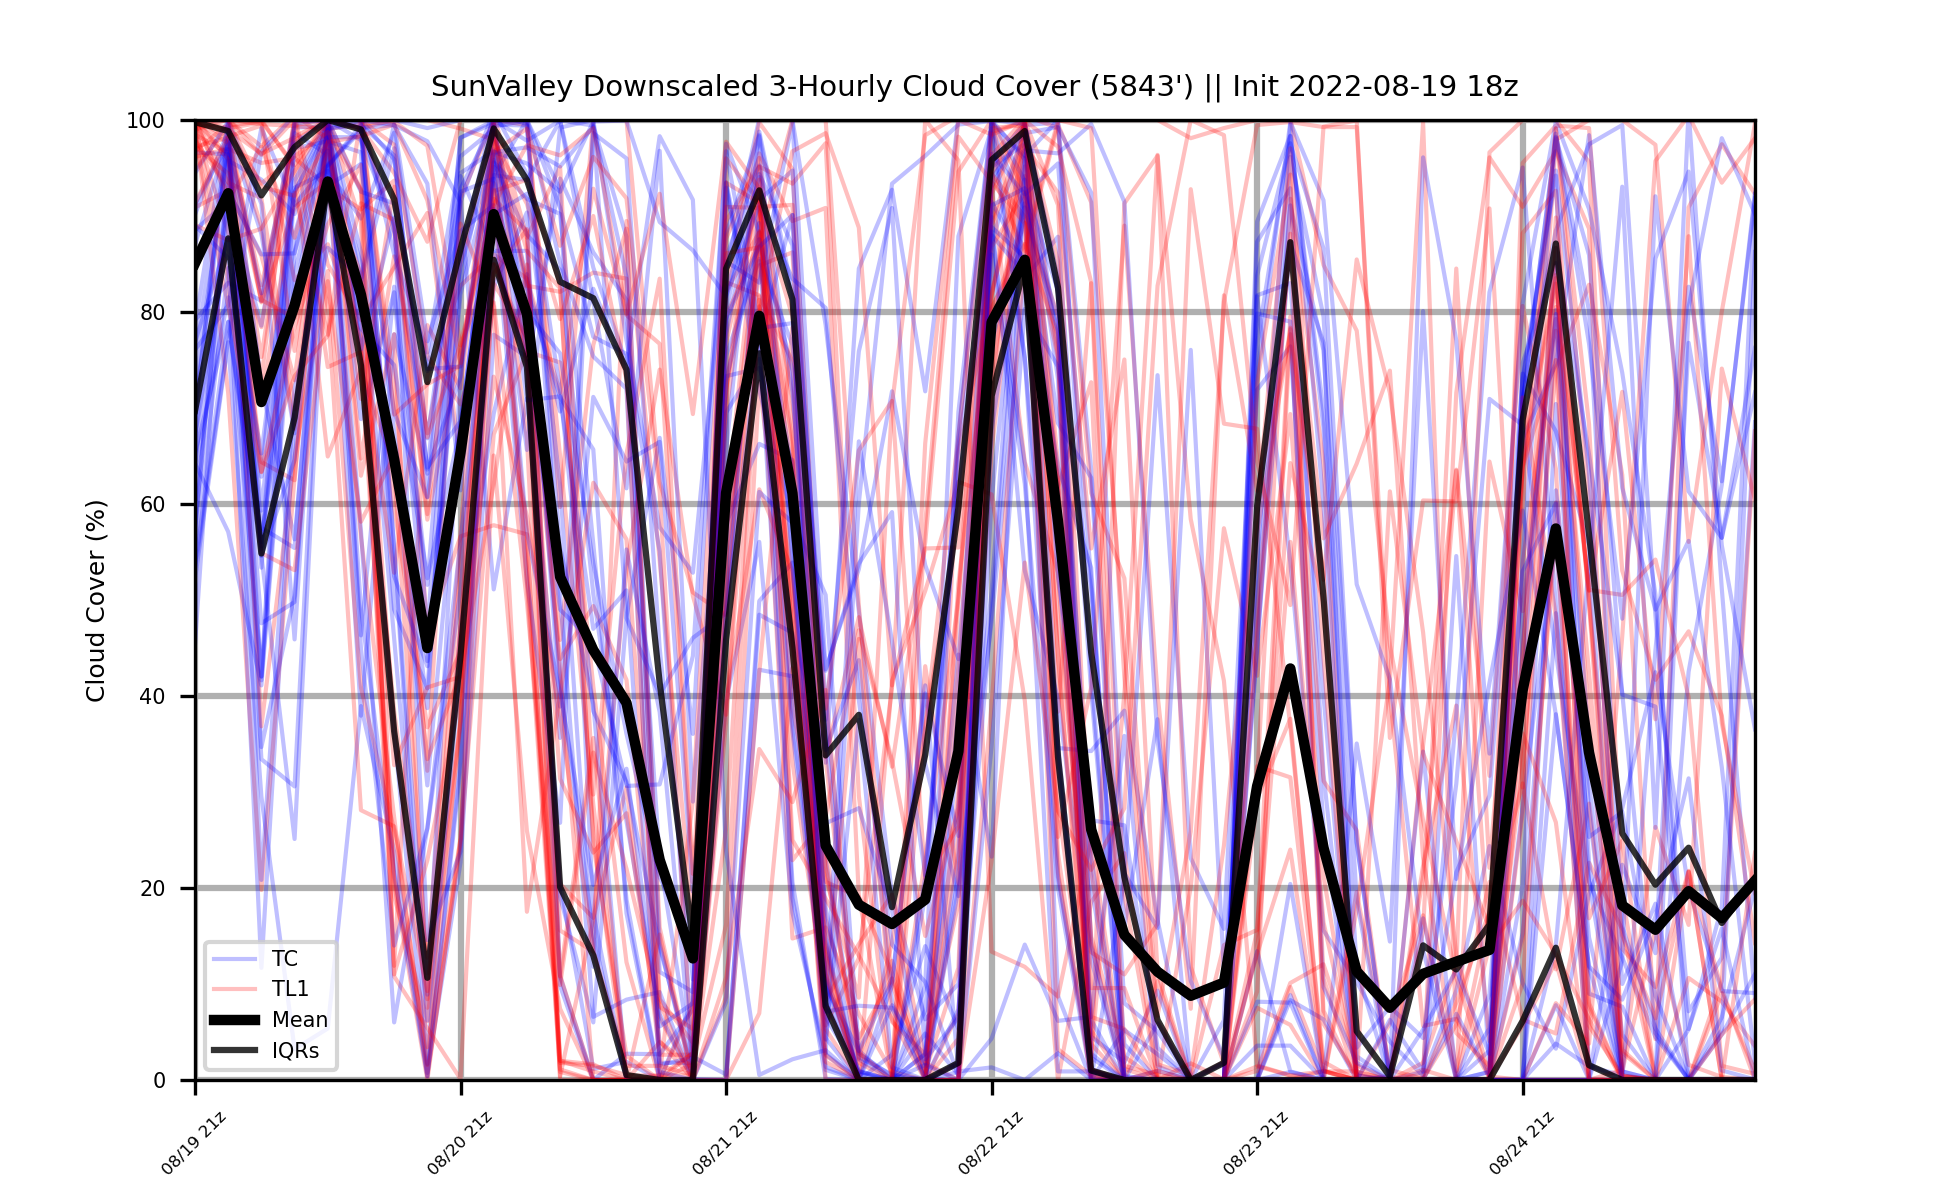 SunValley Downscaled 3-Hourly Cloud Cover (5843') || Init 2022-08-19 18z
Cloud Cover (%)
100
80
60
40
20
0
TC
TL1
Mean
IQRs
08/19 21z
08/20 21z
08/21 21z
08/22 21z
08/23 21z
08/24 21z